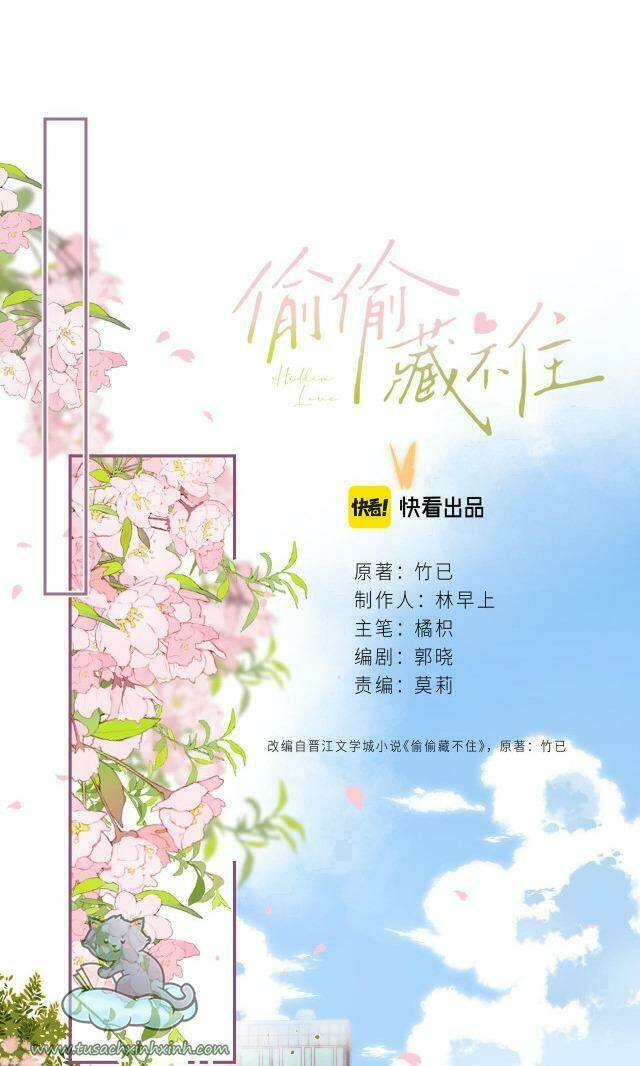 偷偷藏不住
Hidden
Love
快看! 快看出品
原著：竹已
制作人：林早上
主笔：橘枳
编剧：郭晓
责编：莫莉
改编自晋江文学城小说《偷偷藏不住》，原著：竹已
www.tusachxinhxinh.com